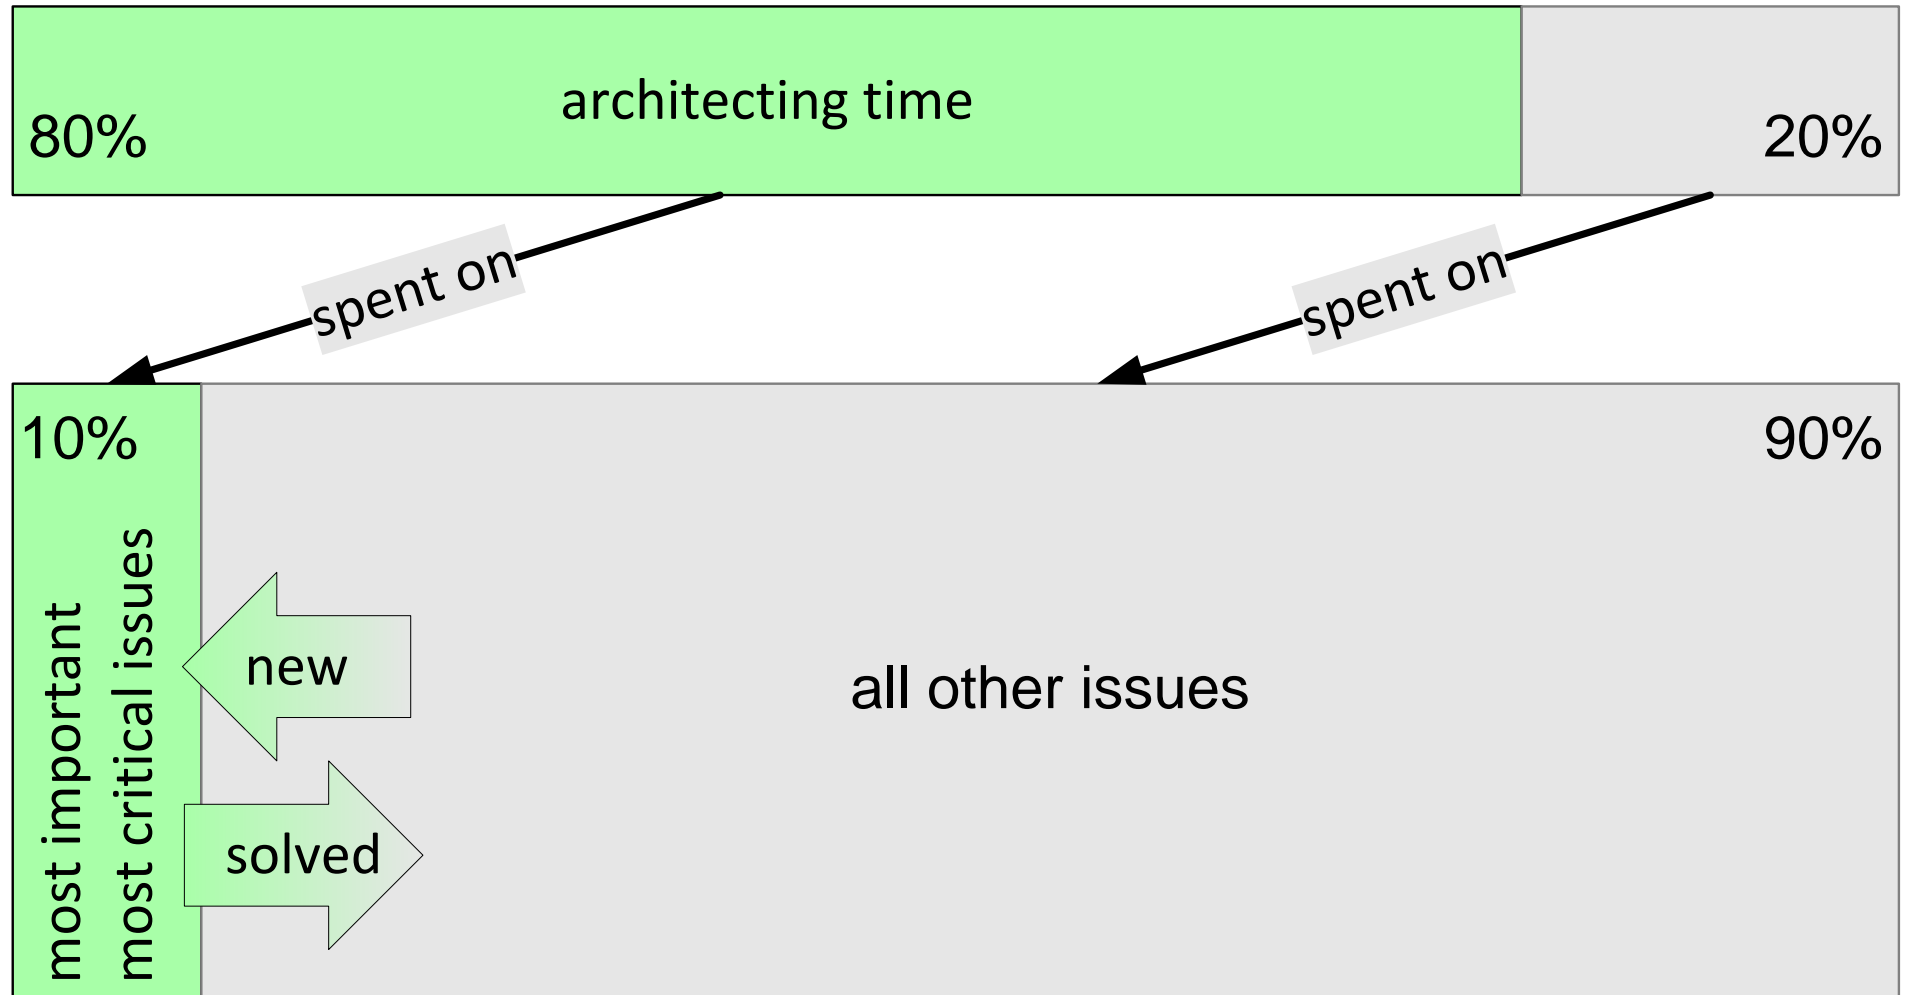 architecting time
80%
20%
spent on
spent on
10%
90%
most important
most critical issues
new
all other issues
solved